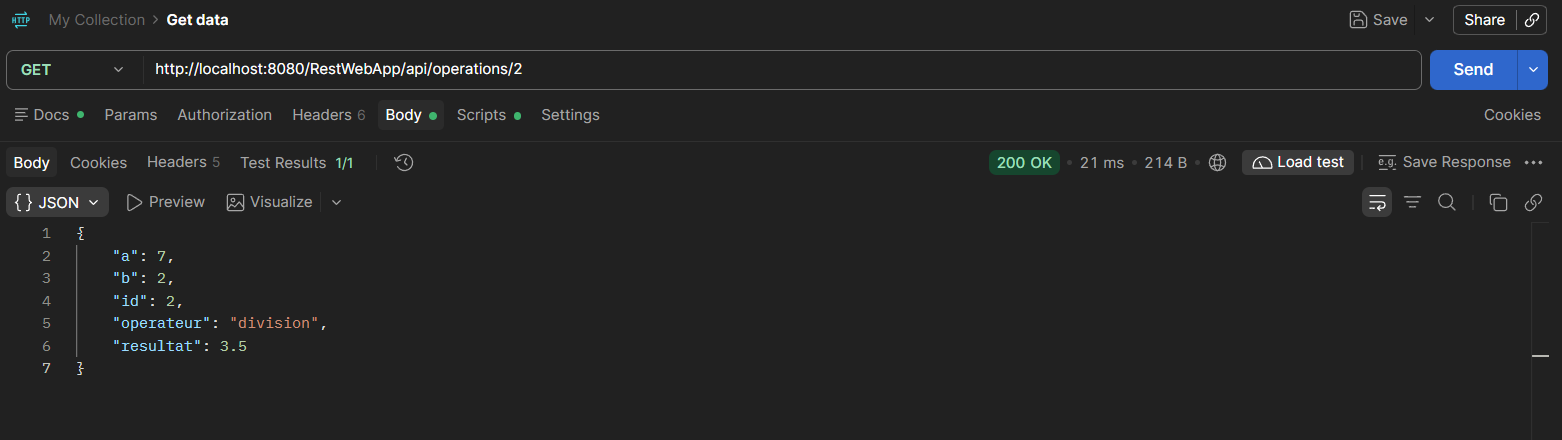 HTTP My Collection > Get data Save Share
GET http://localhost:8080/RestWebApp/api/operations/2 Send
Docs Params Authorization Headers 6 Body Scripts Settings Cookies
Body Cookies Headers 5 Test Results 1/1 200 OK • 21 ms • 214 B • Load test e.g. Save Response
{} JSON Preview Visualize
1 {
2 "a": 7,
3 "b": 2,
4 "id": 2,
5 "operateur": "division",
6 "resultat": 3.5
7 }